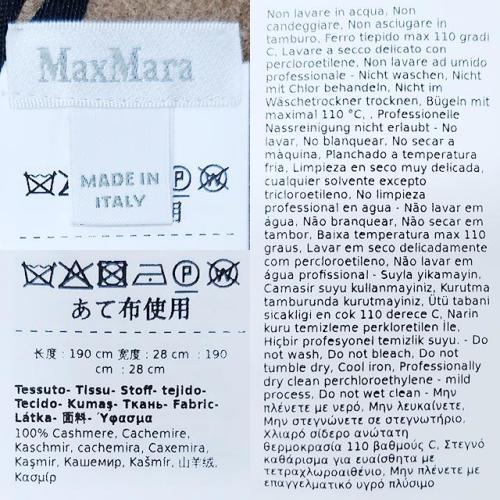 MaxMara
MADE IN
ITALY
P W
P W
あて布使用
长度：190 cm 宽度：28 cm ：190
cm ：28 cm
Tessuto- Tissu- Stoff- tejido-
Tecido- Kumaş- Ткань- Fabric-
Látka- 面料- Ύφασμα
100% Cashmere, Cachemire,
Kaschmir, cachemira, Caxemira,
Kaşmir, Кашемир, Kašmír, 山羊绒,
Κασμίρ
Non lavare in acqua, Non
candeggiare, Non asciugare in
tamburo, Ferro tiepido max 110 gradi
C, Lavare a secco delicato con
percloroetilene, Non lavare ad umido
professionale - Nicht waschen, Nicht
mit Chlor behandeln, Nicht im
Wäschetrockner trocknen, Bügeln mit
maximal 110 °C, , Professionelle
Nassreinigung nicht erlaubt - No
lavar, No blanquear, No secar a
màquina, Planchado a temperatura
fria, Limpieza en seco muy delicada,
cualquier solvente excepto
tricloroetileno, No limpieza
professional en agua - Não lavar em
água, Não branquear, Não secar em
tambor, Baixa temperatura max 110
graus, Lavar em seco delicadamente
com percloroetileno, Não lavar em
água profissional - Suyla yikamayin,
Camasir suyu kullanmayiniz, Kurutma
tamburunda kurutmayiniz, Ütü tabani
sicakligi en cok 110 derece C, Narin
kuru temizleme perkloretilen İle,
Hiçbir profesyonel temizlik suyu. - Do
not wash, Do not bleach, Do not
tumble dry, Cool iron, Professionally
dry clean perchloroethylene - mild
process, Do not wet clean - Μην
πλένετε με νερό, Μην λευκαίνετε,
Μην στεγνώνετε σε στεγνωτήριο,
Χλιαρό σίδερο ανώτατη
θερμοκρασία 110 βαθμούς C, Στεγνό
καθάρισμα για ευαίσθητα με
τετραχλωροαιθένιο, Μην πλένετε με
επαγγελματικό υγρό πλύσιμο